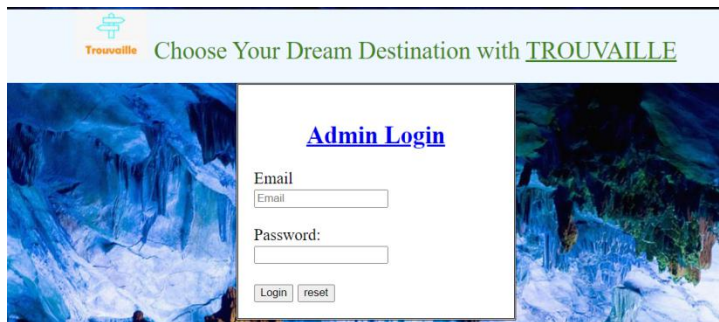 Trouvaille
Choose Your Dream Destination with TROUVAILLE
Admin Login
Email
Email
Password:
Login reset